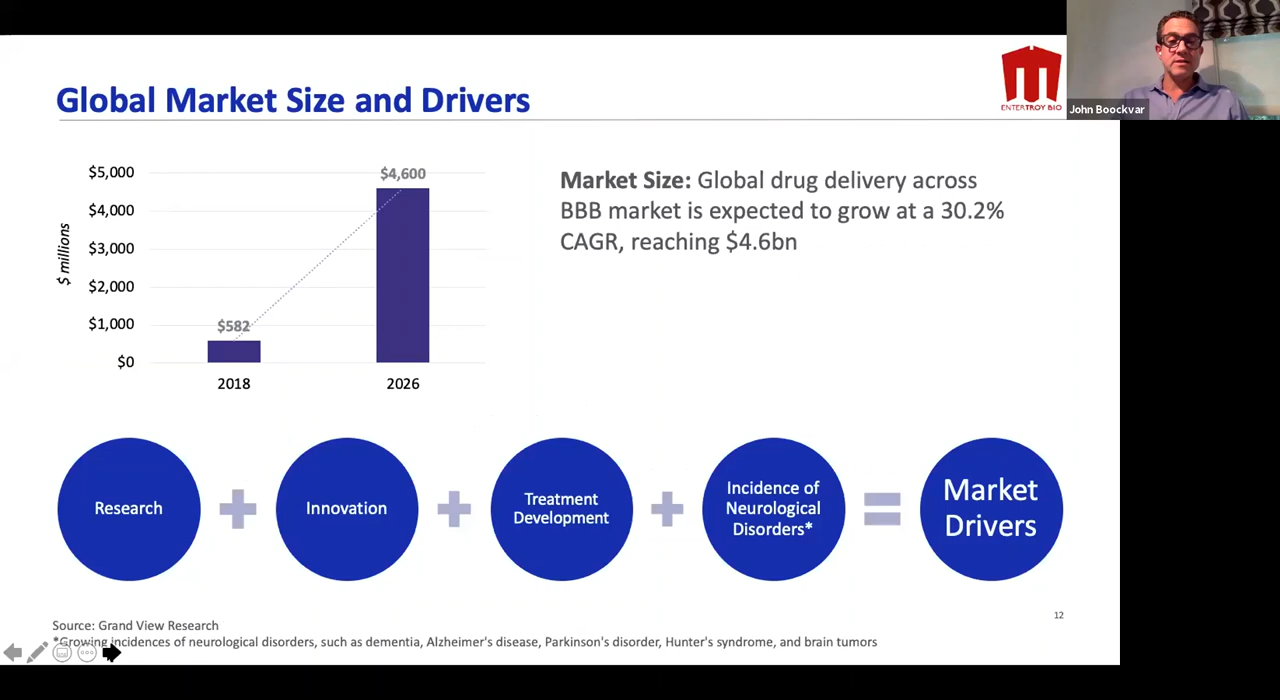 Global Market Size and Drivers
ENTERTROY BIO
John Boockvar
$ millions
$5,000
$4,000
$3,000
$2,000
$1,000
$0
$582
$4,600
2018
2026
Market Size: Global drug delivery across
BBB market is expected to grow at a 30.2%
CAGR, reaching $4.6bn
Research
Innovation
Treatment
Development
Incidence of
Neurological
Disorders*
Market
Drivers
12
Source: Grand View Research
*Growing incidences of neurological disorders, such as dementia, Alzheimer's disease, Parkinson's disorder, Hunter's syndrome, and brain tumors